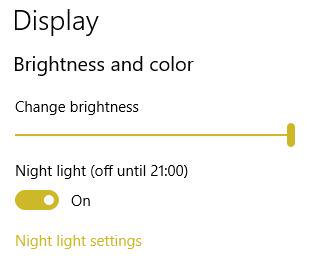 Display
Brightness and color
Change brightness
Night light (off until 21:00)
On
Night light settings